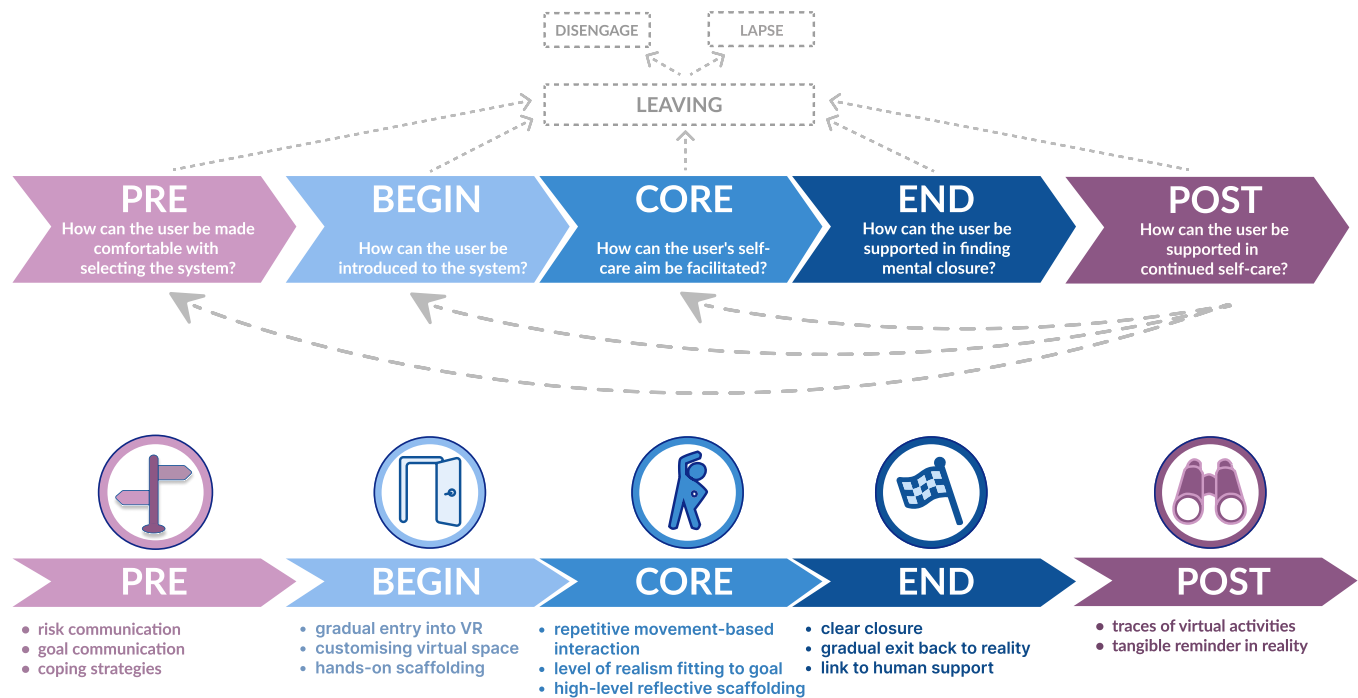 DISENGAGE
LAPSE
LEAVING
PRE
How can the user be made
comfortable with
selecting the system?
BEGIN
How can the user be
introduced to the system?
CORE
How can the user's self-
care aim be facilitated?
END
How can the user be
supported in finding
mental closure?
POST
How can the user be
supported in
continued self-care?
PRE
BEGIN
CORE
END
POST
• risk communication
• goal communication
• coping strategies
• gradual entry into VR
• customising virtual space
• hands-on scaffolding
• repetitive movement-based
interaction
• level of realism fitting to goal
• high-level reflective scaffolding
• clear closure
• gradual exit back to reality
• link to human support
• traces of virtual activities
• tangible reminder in reality